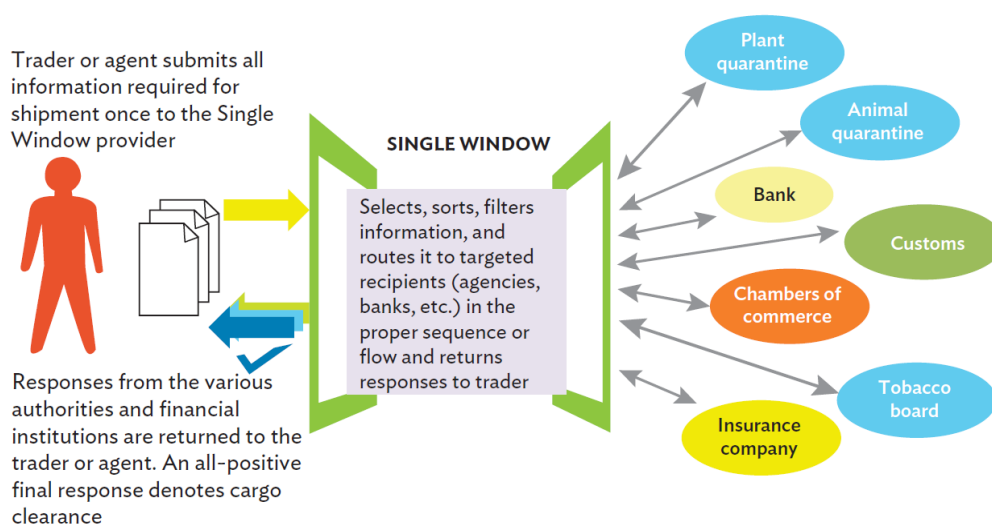 Trader or agent submits all
information required for
shipment once to the Single
Window provider
SINGLE WINDOW
Selects, sorts, filters
information, and
routes it to targeted
recipients (agencies,
banks, etc.) in the
proper sequence or
flow and returns
responses to trader
Responses from the various
authorities and financial
institutions are returned to the
trader or agent. An all-positive
final response denotes cargo
clearance
Plant
quarantine
Animal
quarantine
Bank
Customs
Chambers of
commerce
Tobacco
board
Insurance
company